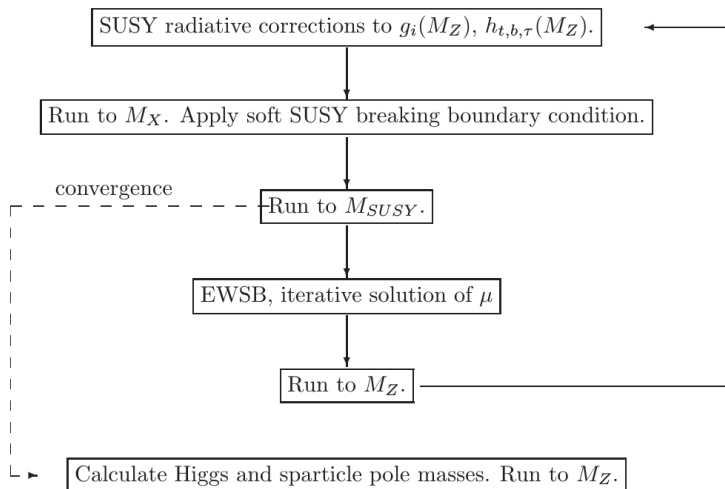 SUSY radiative corrections to gᵢ(M_Z), h_{t,b,τ}(M_Z).
Run to M_X. Apply soft SUSY breaking boundary condition.
convergence
Run to M_{SUSY}.
EWSB, iterative solution of μ
Run to M_Z.
Calculate Higgs and sparticle pole masses. Run to M_Z.